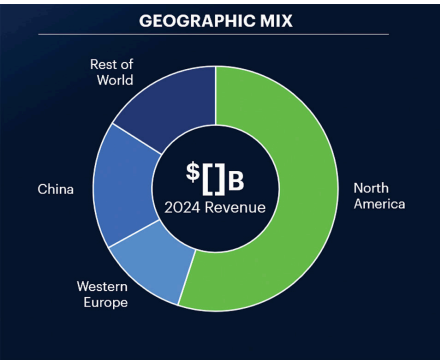 GEOGRAPHIC MIX
Rest of
World
$[]B
2024 Revenue
China
North
America
Western
Europe